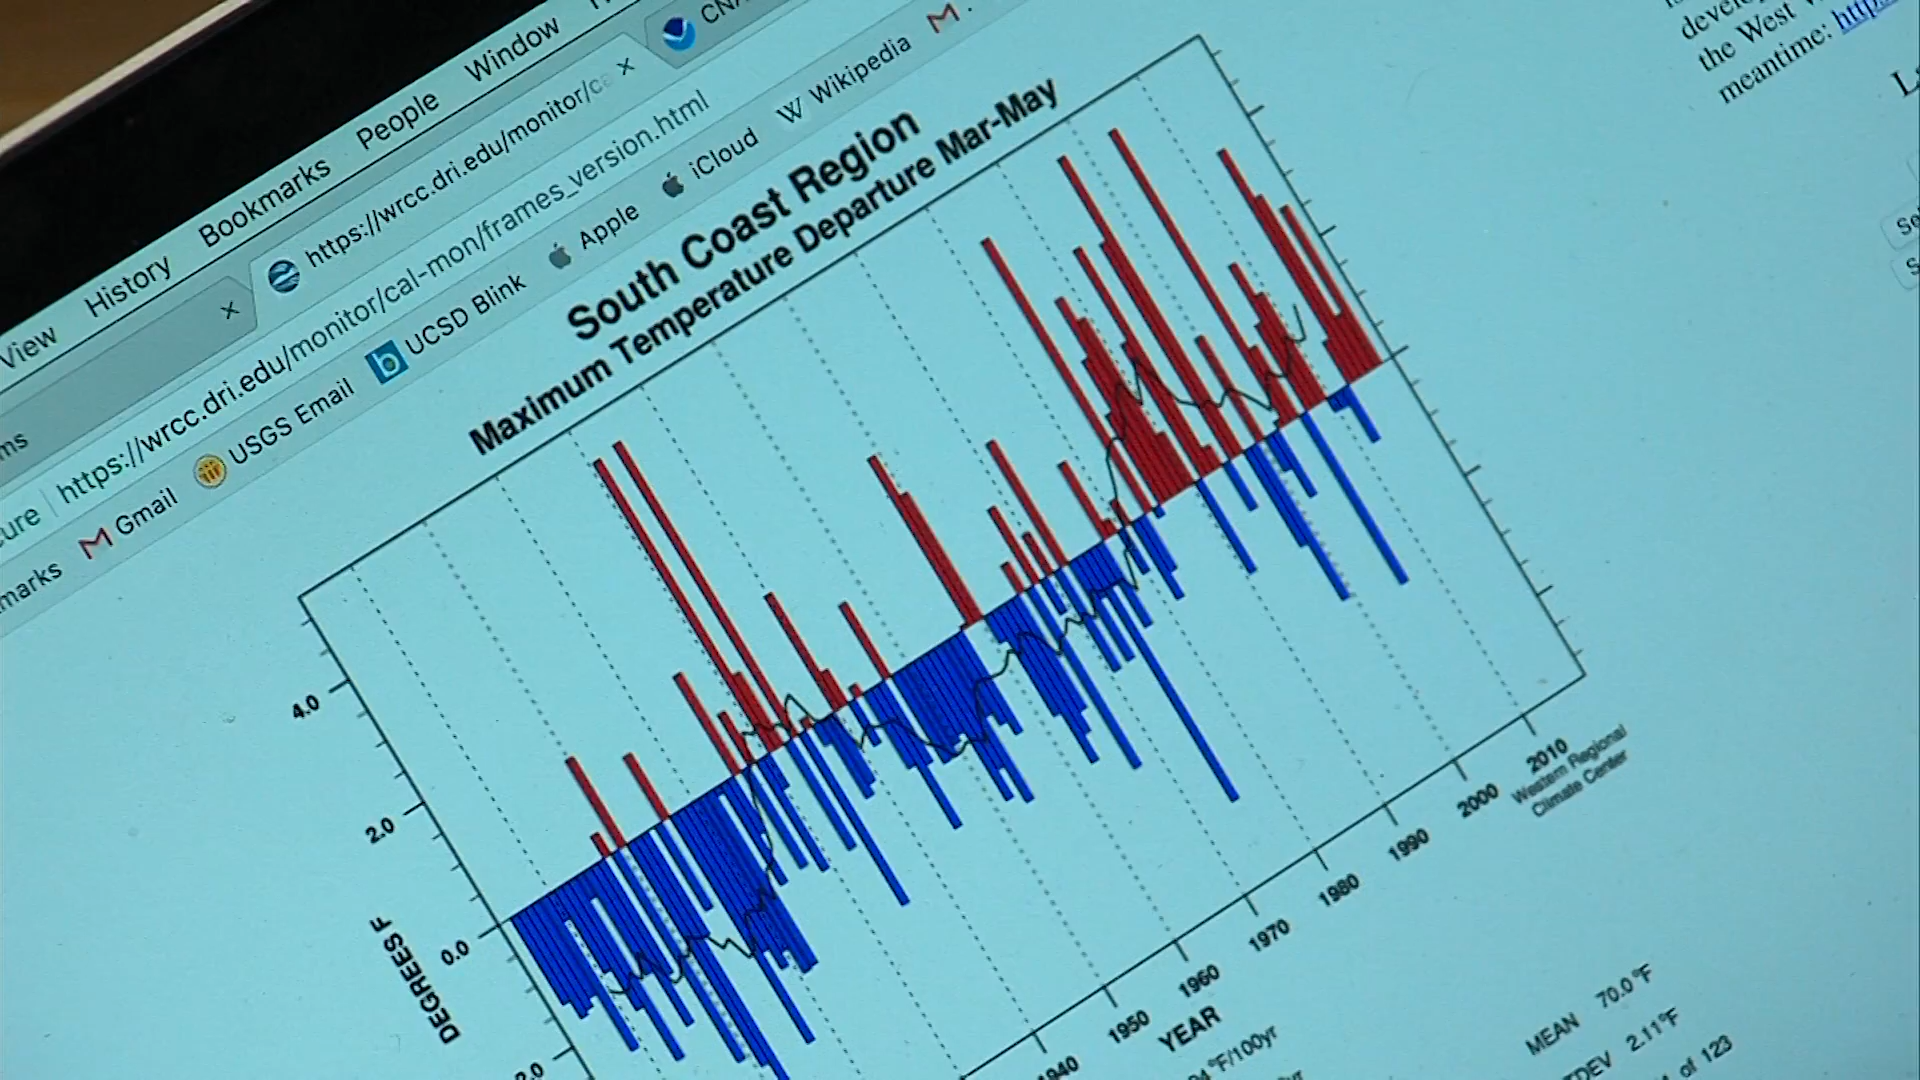 View History Bookmarks People Window
https://wrcc.dri.edu/monitor/ca
https://wrcc.dri.edu/monitor/cal-mon/frames_version.html
Gmail USGS Email UCSD Blink Apple iCloud Wikipedia
South Coast Region
Maximum Temperature Departure Mar-May
4.0
2.0
0.0
DEGREES F
1950 1960 1970 1980 1990 2000 2010
YEAR
Western Regional
Climate Center
°F/100yr
MEAN 70.0 °F
2.11°F
of 123
the West
meantime: